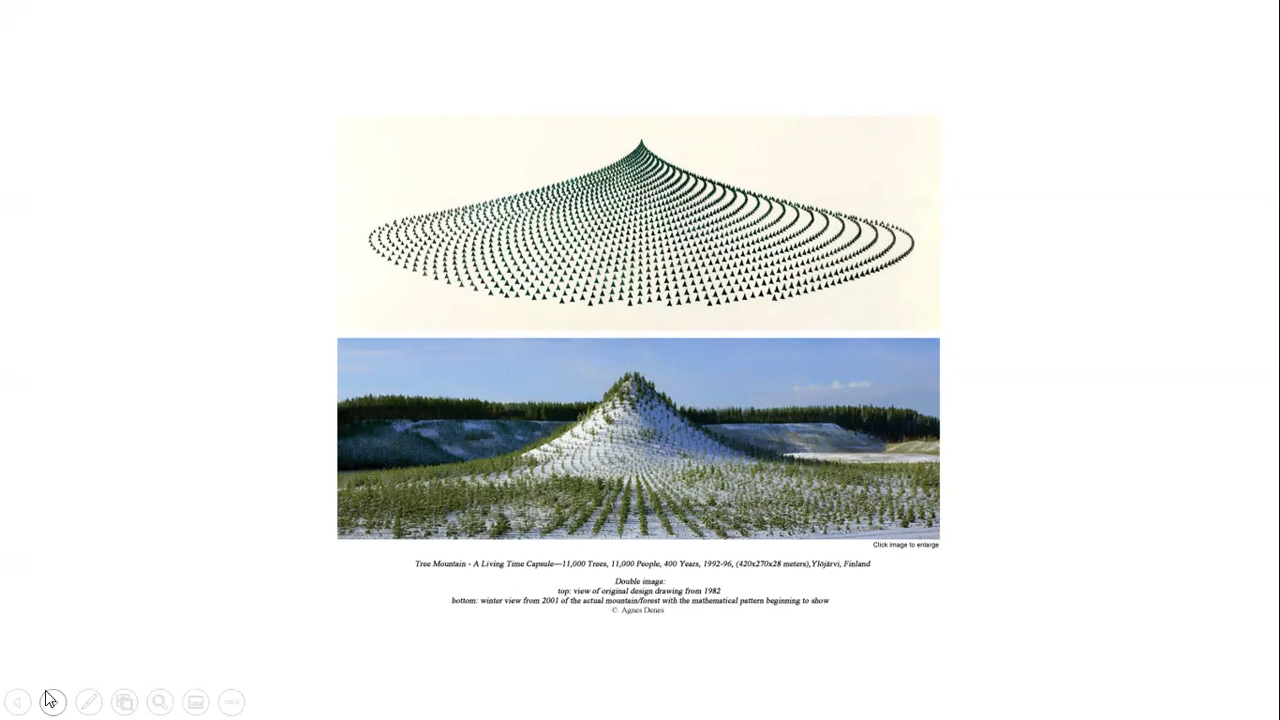 Click image to enlarge
Tree Mountain - A Living Time Capsule—11,000 Trees, 11,000 People, 400 Years, 1992-96, (420x270x28 meters),Ylöjärvi, Finland
Double image:
top: view of original design drawing from 1982
bottom: winter view from 2001 of the actual mountain/forest with the mathematical pattern beginning to show
© Agnes Denes